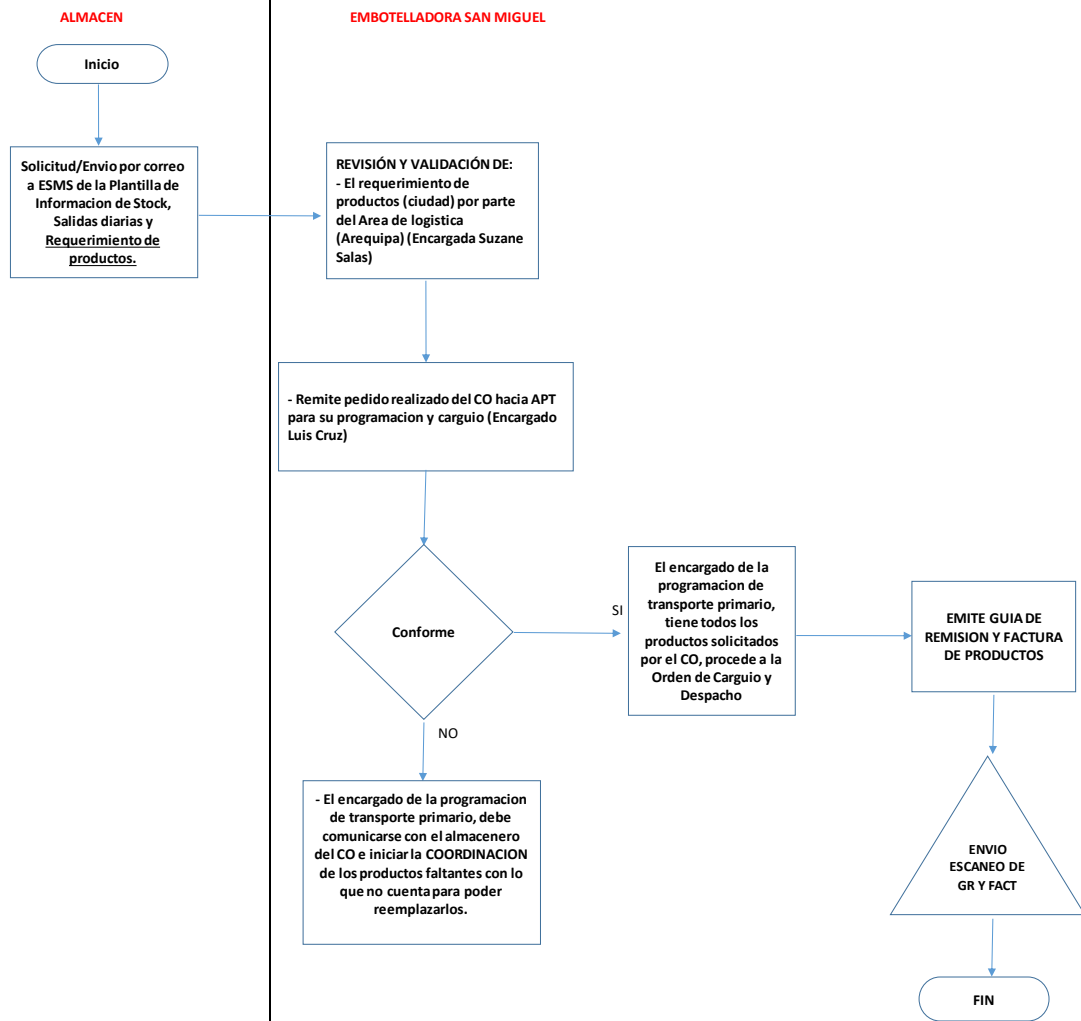 ALMACEN
EMBOTELLADORA SAN MIGUEL
Inicio
Solicitud/Envio por correo
a ESMS de la Plantilla de
Informacion de Stock,
Salidas diarias y
Requerimiento de
productos.
REVISIÓN Y VALIDACIÓN DE:
- El requerimiento de
productos (ciudad) por parte
del Area de logistica
(Arequipa) (Encargada Suzane
Salas)
- Remite pedido realizado del CO hacia APT
para su programacion y carguio (Encargado
Luis Cruz)
Conforme
SI
El encargado de la
programacion de
transporte primario,
tiene todos los
productos solicitados
por el CO, procede a la
Orden de Carguio y
Despacho
EMITE GUIA DE
REMISION Y FACTURA
DE PRODUCTOS
NO
- El encargado de la programacion
de transporte primario, debe
comunicarse con el almacenero
del CO e iniciar la COORDINACION
de los productos faltantes con lo
que no cuenta para poder
reemplazarlos.
ENVIO
ESCANEO DE
GR Y FACT
FIN